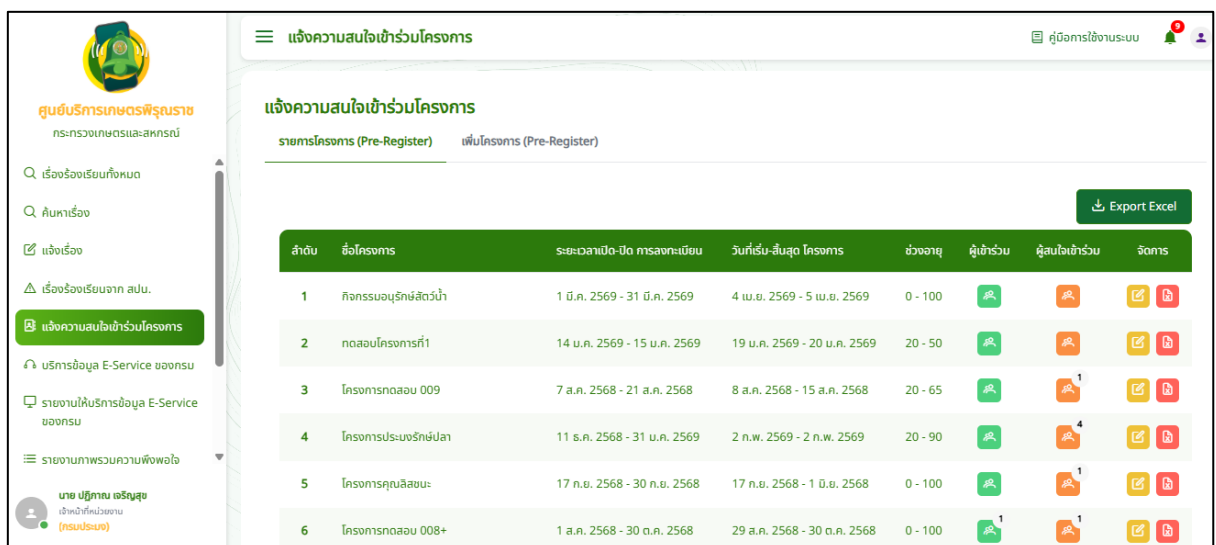 ศูนย์บริการเกษตรพิรุณราช
กระทรวงเกษตรและสหกรณ์
เรื่องร้องเรียนทั้งหมด
ค้นหาเรื่อง
แจ้งเรื่อง
เรื่องร้องเรียนจาก สปน.
แจ้งความสนใจเข้าร่วมโครงการ
บริการข้อมูล E-Service ของกรม
รายงานให้บริการข้อมูล E-Service
ของกรม
รายงานภาพรวมความพึงพอใจ
นาย ปฏิภาณ เจริญสุข
เจ้าหน้าที่หน่วยงาน
(กรมประมง)
แจ้งความสนใจเข้าร่วมโครงการ
คู่มือการใช้งานระบบ
9
แจ้งความสนใจเข้าร่วมโครงการ
รายการโครงการ (Pre-Register) เพิ่มโครงการ (Pre-Register)
Export Excel
ลำดับ ชื่อโครงการ ระยะเวลาเปิด-ปิด การลงทะเบียน วันที่เริ่ม-สิ้นสุด โครงการ ช่วงอายุ ผู้เข้าร่วม ผู้สนใจเข้าร่วม จัดการ
1 กิจกรรมอนุรักษ์สัตว์น้ำ 1 มี.ค. 2569 - 31 มี.ค. 2569 4 เม.ย. 2569 - 5 เม.ย. 2569 0 - 100
2 ทดสอบโครงการที่1 14 ม.ค. 2569 - 15 ม.ค. 2569 19 ม.ค. 2569 - 20 ม.ค. 2569 20 - 50
3 โครงการทดสอบ 009 7 ส.ค. 2568 - 21 ส.ค. 2568 8 ส.ค. 2568 - 15 ส.ค. 2568 20 - 65 1
4 โครงการประมงรักษ์ปลา 11 ธ.ค. 2568 - 31 ม.ค. 2569 2 ก.พ. 2569 - 2 ก.พ. 2569 20 - 90 4
5 โครงการคุณลิสชนะ 17 ก.ย. 2568 - 30 ก.ย. 2568 17 ก.ย. 2568 - 1 มิ.ย. 2568 0 - 100 1
6 โครงการทดสอบ 008+ 1 ส.ค. 2568 - 30 ต.ค. 2568 29 ส.ค. 2568 - 30 ต.ค. 2568 0 - 100 1 1